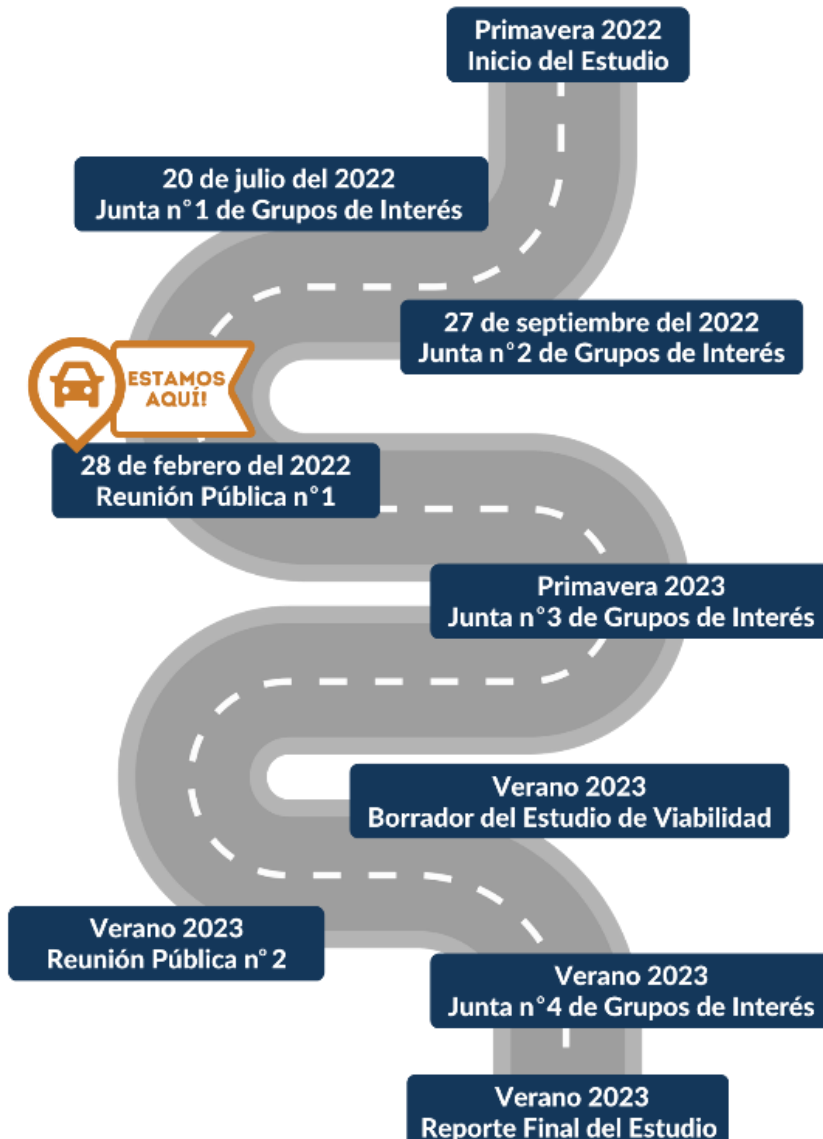 Primavera 2022
Inicio del Estudio
20 de julio del 2022
Junta n°1 de Grupos de Interés
27 de septiembre del 2022
Junta n°2 de Grupos de Interés
ESTAMOS
AQUÍ!
28 de febrero del 2022
Reunión Pública n°1
Primavera 2023
Junta n°3 de Grupos de Interés
Verano 2023
Borrador del Estudio de Viabilidad
Verano 2023
Reunión Pública n° 2
Verano 2023
Junta n°4 de Grupos de Interés
Verano 2023
Reporte Final del Estudio